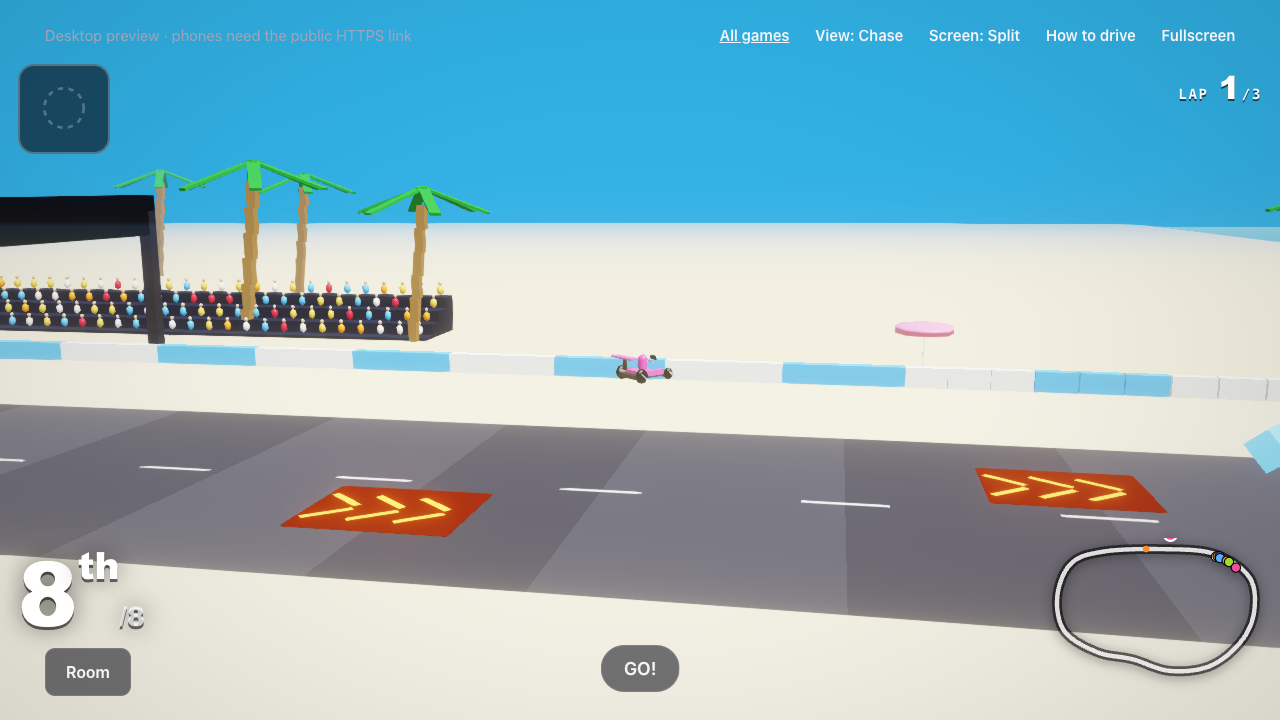 Desktop preview · phones need the public HTTPS link
All games
View: Chase
Screen: Split
How to drive
Fullscreen
LAP 1/3
8th
/8
Room
GO!